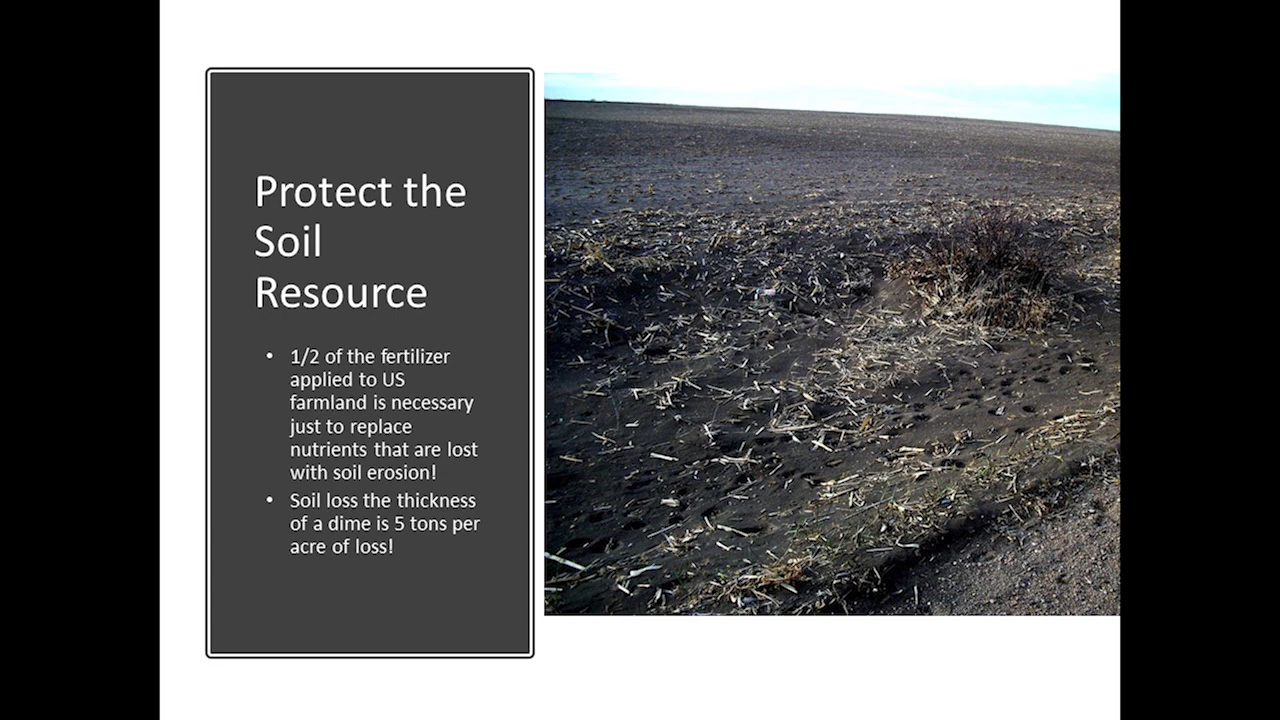 Protect the
Soil
Resource
• 1/2 of the fertilizer
applied to US
farmland is necessary
just to replace
nutrients that are lost
with soil erosion!
• Soil loss the thickness
of a dime is 5 tons per
acre of loss!